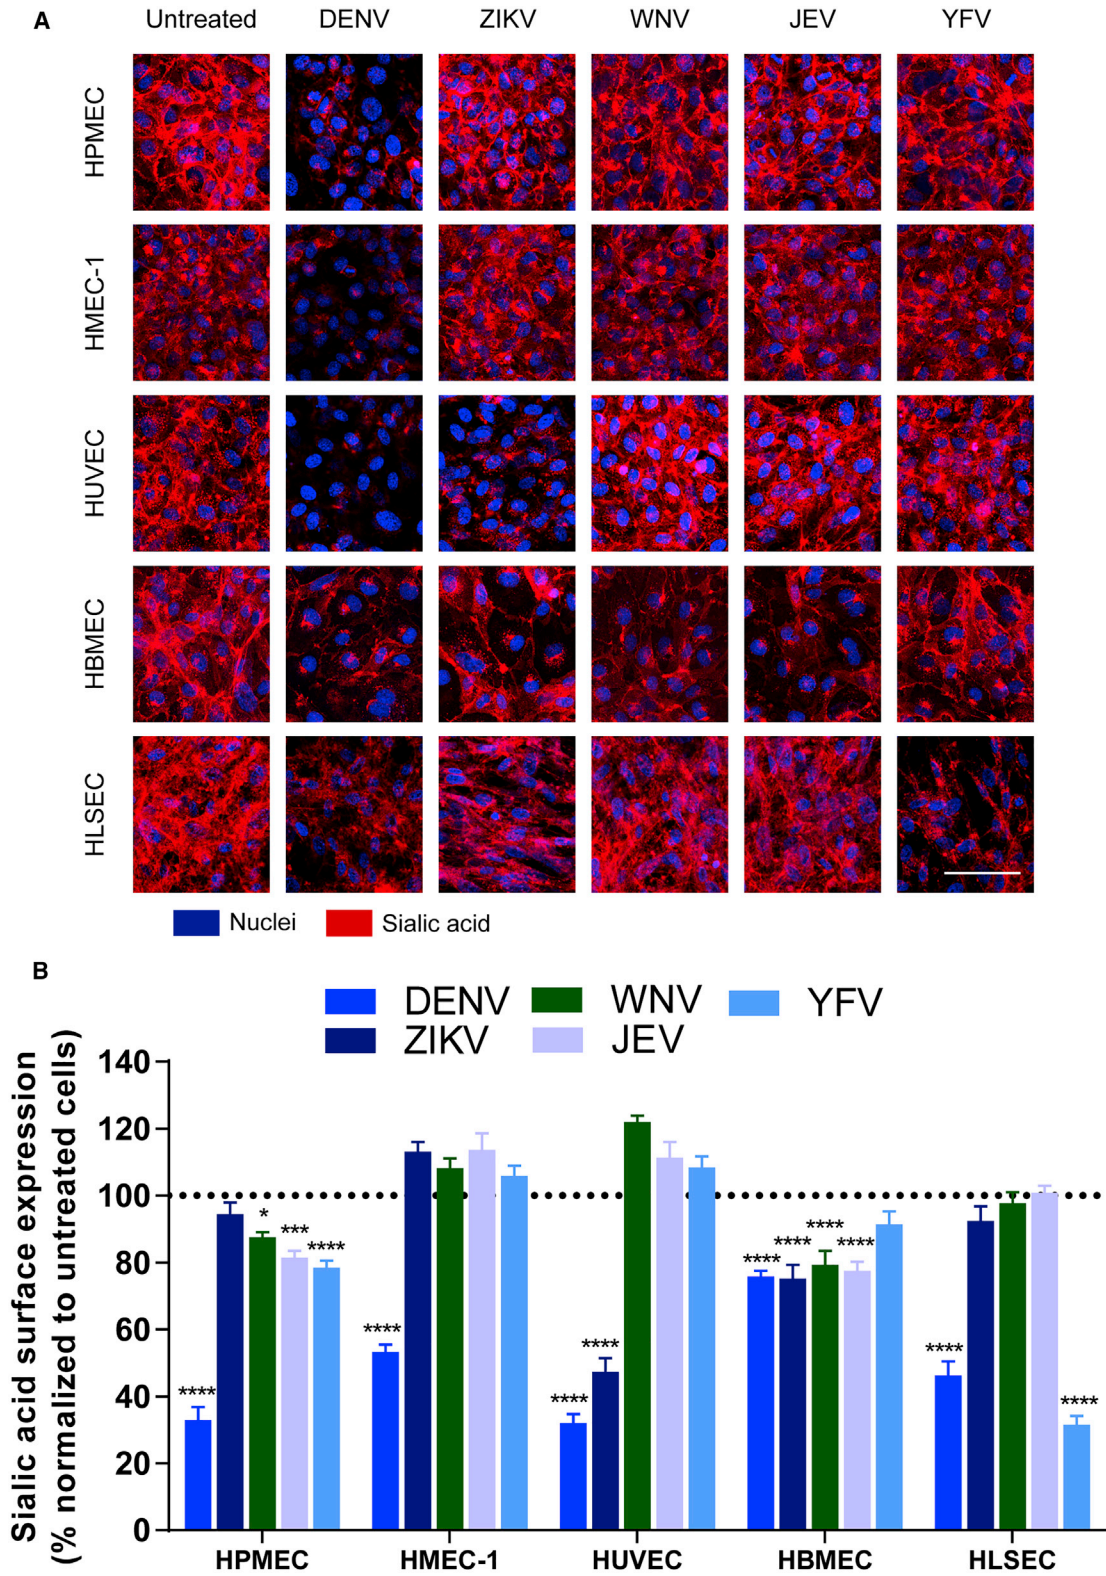 A
Untreated DENV ZIKV WNV JEV YFV
HPMEC
HMEC-1
HUVEC
HBMEC
HLSEC
Nuclei Sialic acid
B
DENV WNV YFV
ZIKV JEV
Sialic acid surface expression
(% normalized to untreated cells)
140
120
100
80
60
40
20
0
* *** ****
**** **** **** ****
**** ****
**** ****
**** ****
HPMEC HMEC-1 HUVEC HBMEC HLSEC